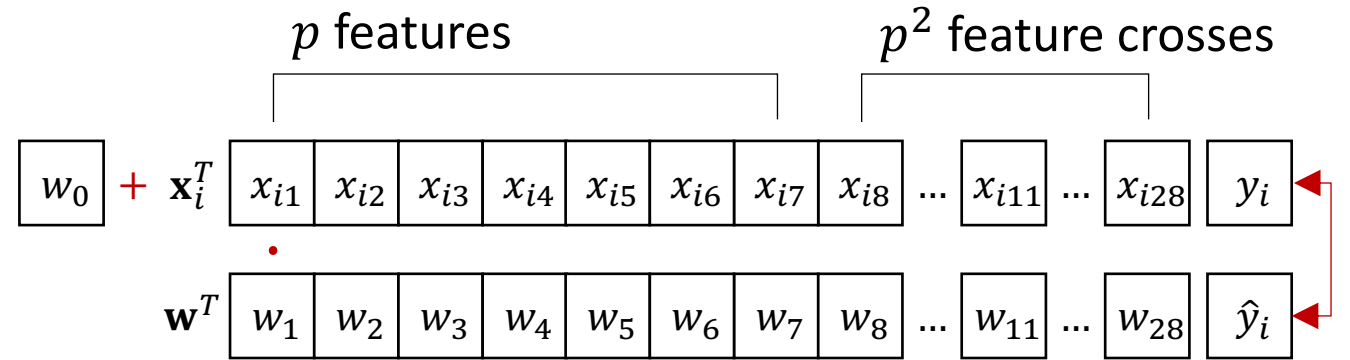 p features p² feature crosses
w₀ + xᵢᵀ xᵢ₁ xᵢ₂ xᵢ₃ xᵢ₄ xᵢ₅ xᵢ₆ xᵢ₇ xᵢ₈ ... xᵢ₁₁ ... xᵢ₂₈ yᵢ
·
wᵀ w₁ w₂ w₃ w₄ w₅ w₆ w₇ w₈ ... w₁₁ ... w₂₈ ŷᵢ